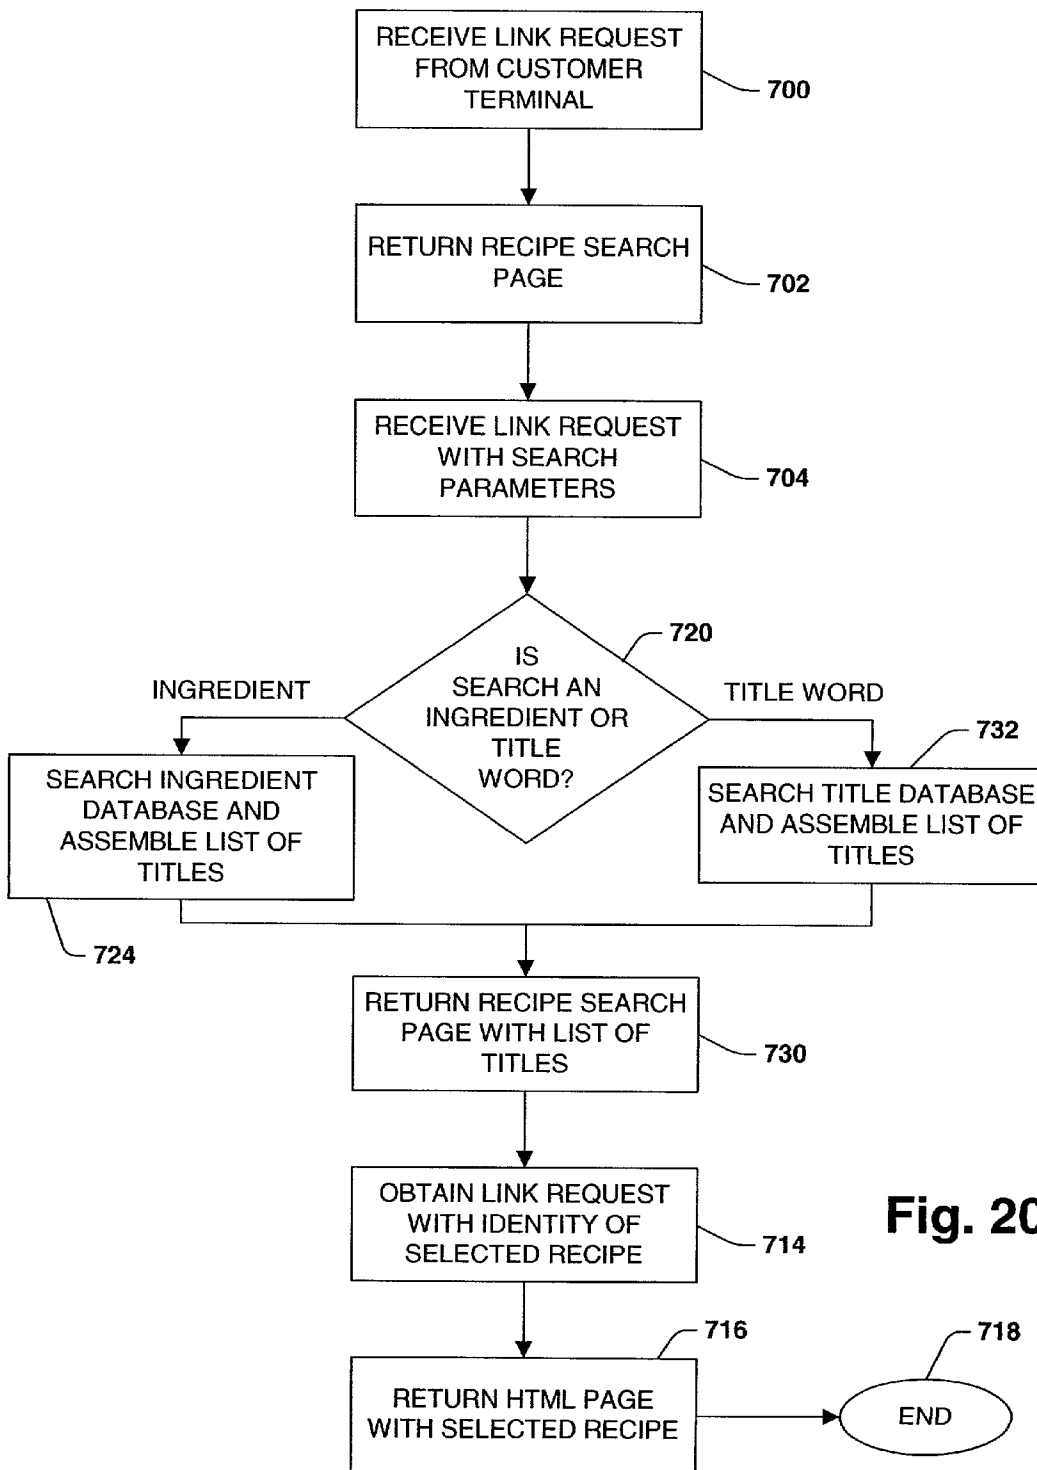 RECEIVE LINK REQUEST
FROM CUSTOMER
TERMINAL
700
RETURN RECIPE SEARCH
PAGE
702
RECEIVE LINK REQUEST
WITH SEARCH
PARAMETERS
704
720
IS
SEARCH AN
INGREDIENT OR
TITLE
WORD?
INGREDIENT
TITLE WORD
732
SEARCH INGREDIENT
DATABASE AND
ASSEMBLE LIST OF
TITLES
724
SEARCH TITLE DATABASE
AND ASSEMBLE LIST OF
TITLES
RETURN RECIPE SEARCH
PAGE WITH LIST OF
TITLES
730
OBTAIN LINK REQUEST
WITH IDENTITY OF
SELECTED RECIPE
714
Fig. 20
716
RETURN HTML PAGE
WITH SELECTED RECIPE
718
END